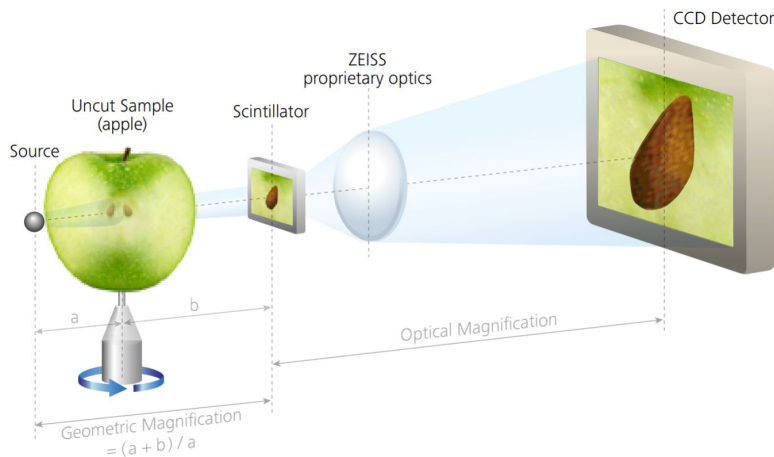 CCD Detector
ZEISS
proprietary optics
Uncut Sample
(apple)
Scintillator
Source
a
b
Optical Magnification
Geometric Magnification
= (a + b) / a